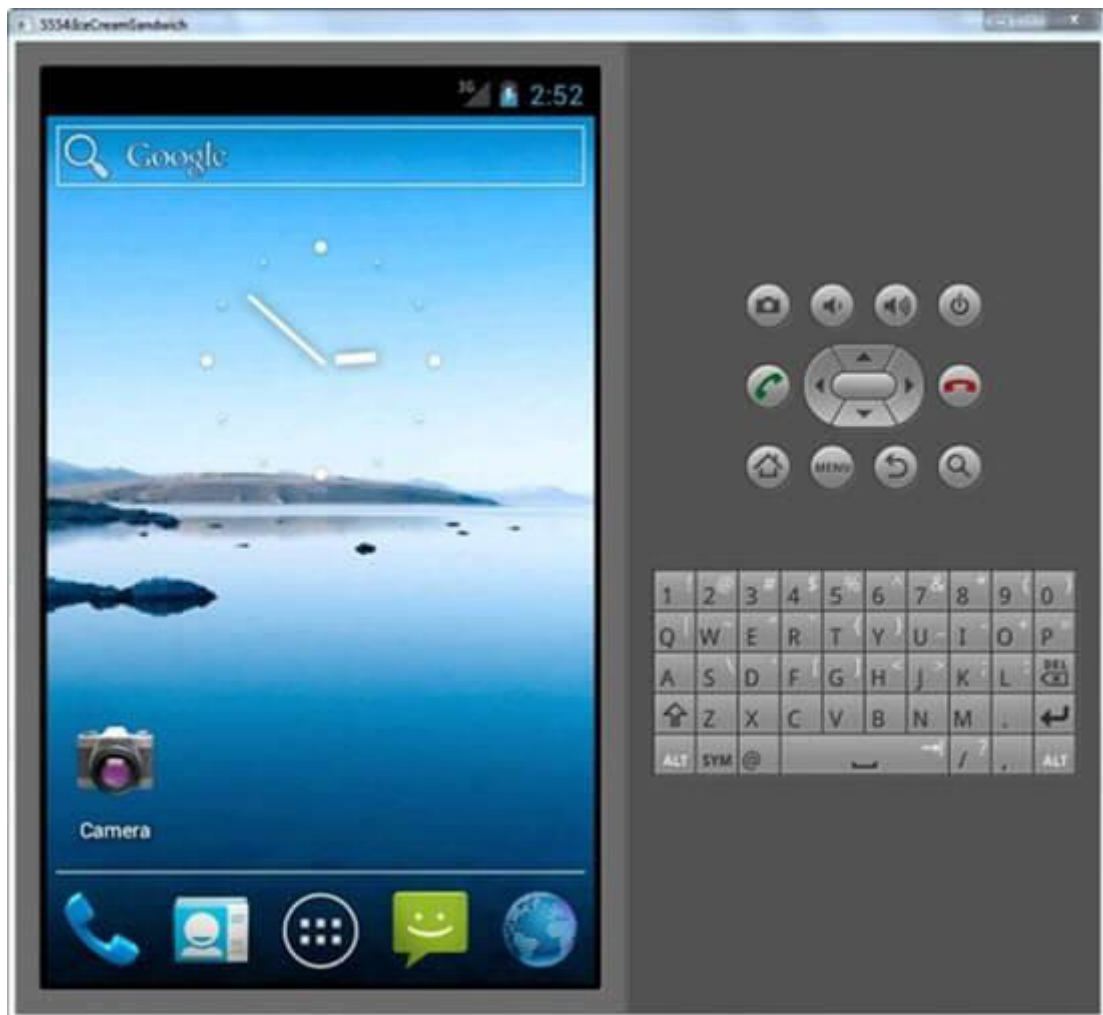 5554:IceCreamSandwich
3G 2:52
Google
Camera
MENU
1 ! 2 @ 3 # 4 $ 5 % 6 ^ 7 & 8 * 9 ( 0 )
Q | W ~ E " R ` T { Y } U _ I - O + P =
A S \ D ' F [ G ] H < J > K ; L : DEL
Z X C V B N M .
ALT SYM @ / ? , ALT